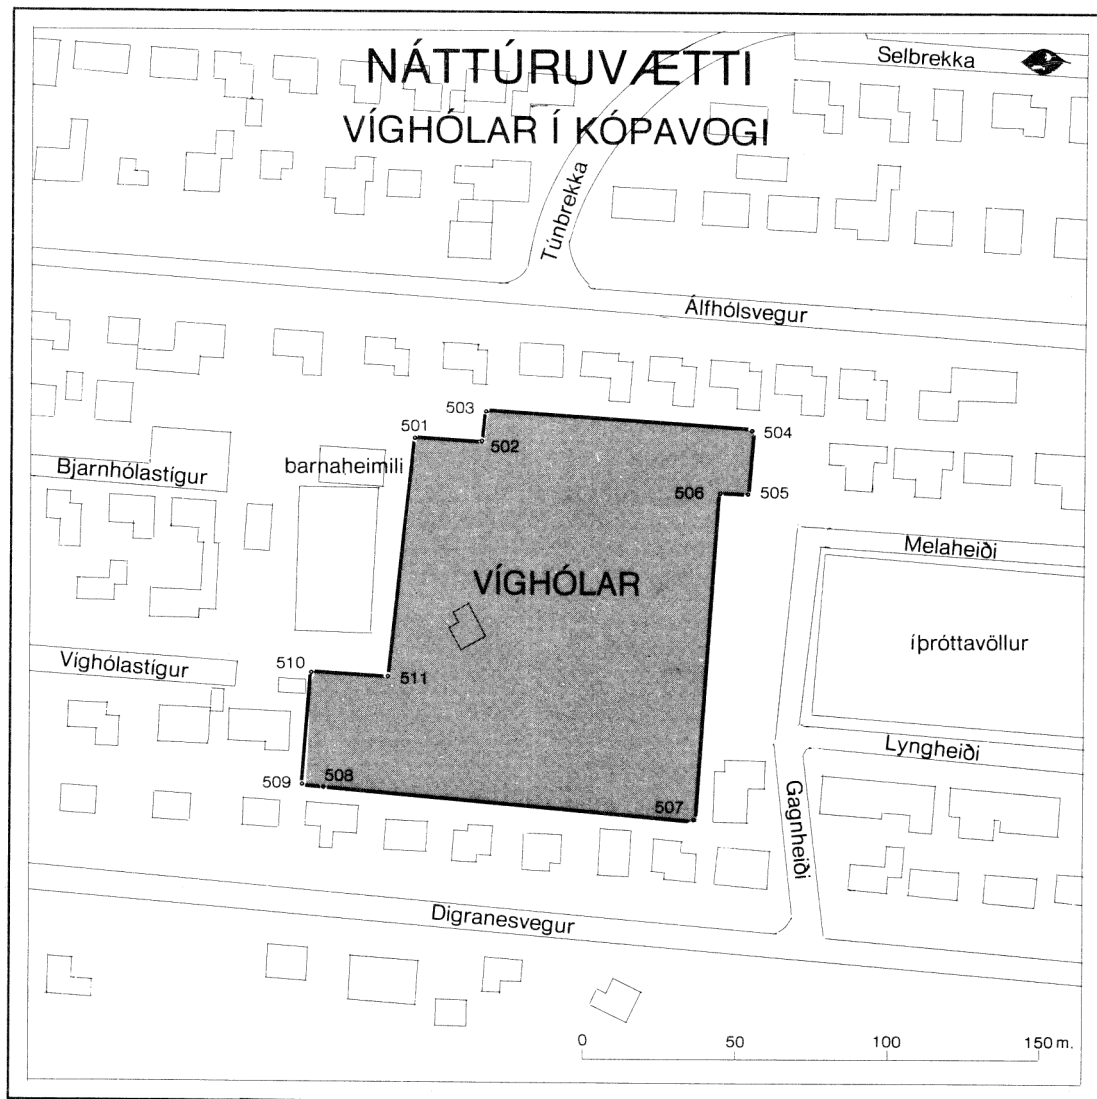 NÁTTÚRUVÆTTI
VÍGHÓLAR Í KÓPAVOGI
Selbrekka
Túnbrekka
Álfhólsvegur
503
504
501
502
barnaheimili
Bjarnhólastígur
506
505
Melaheiði
VÍGHÓLAR
íþróttavöllur
510
Víghólastígur
511
Lyngheiði
509
508
507
Gagnheiði
Digranesvegur
0
50
100
150 m.